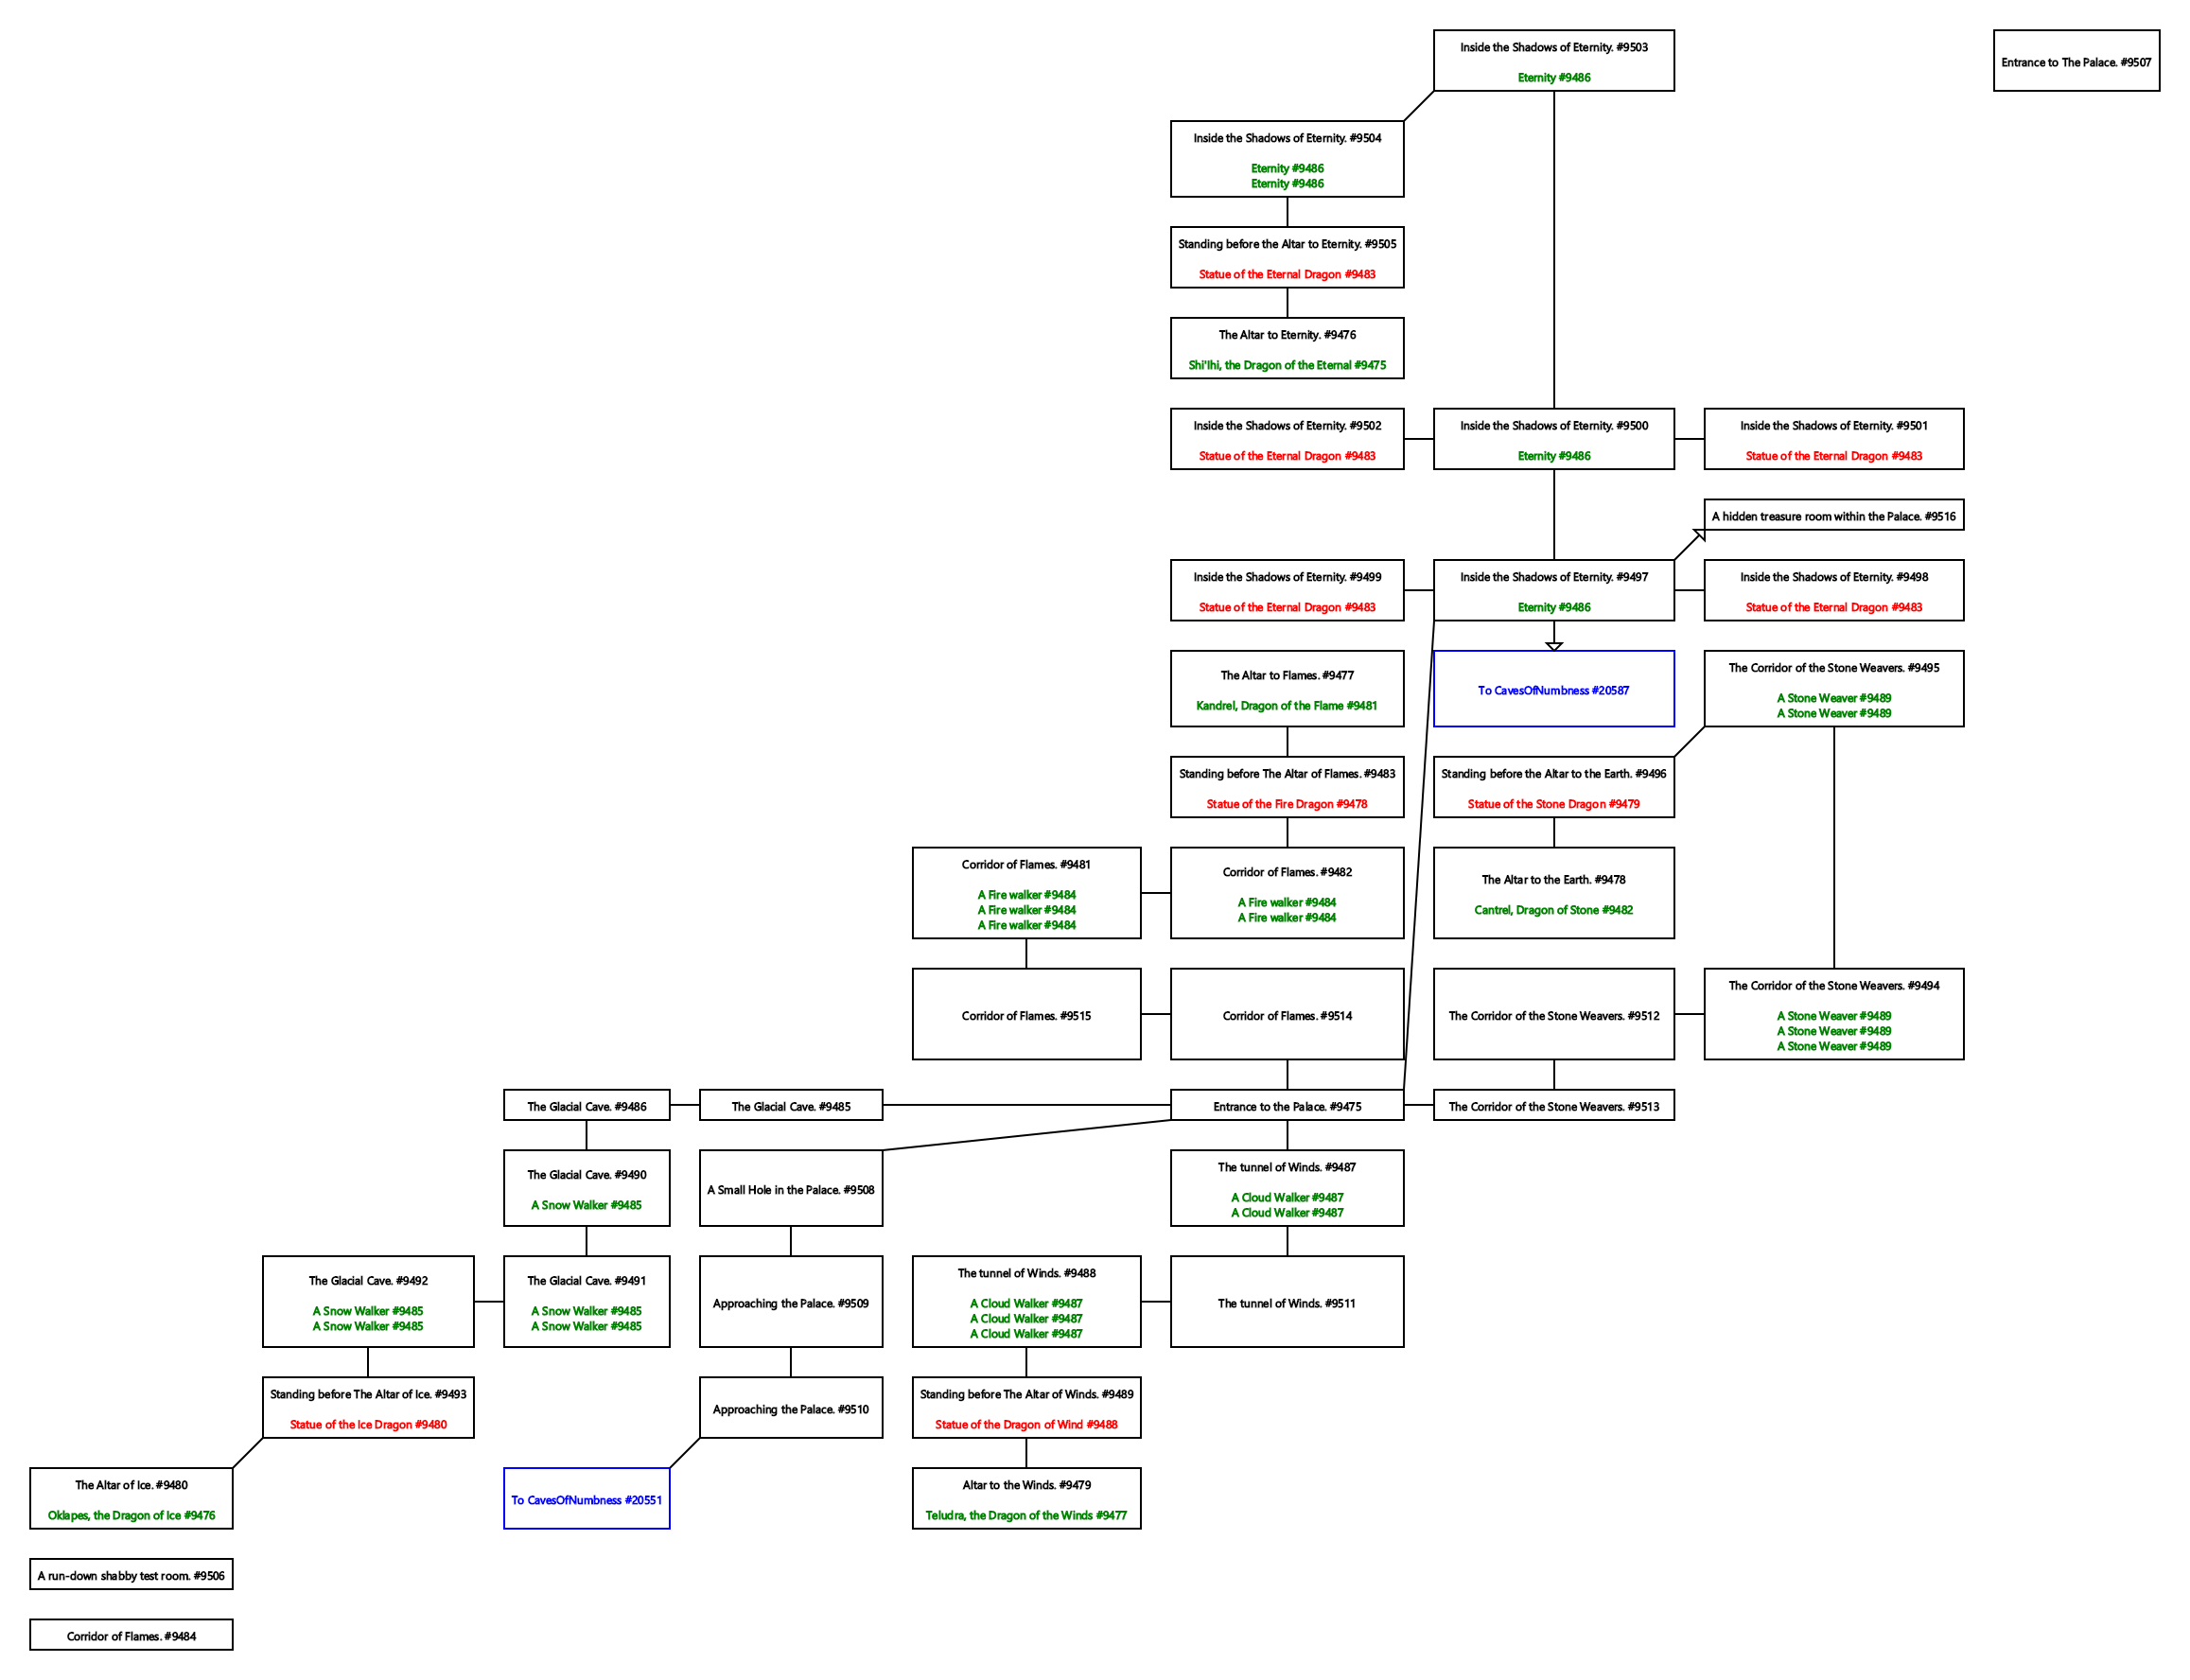 Inside the Shadows of Eternity. #9503
Eternity #9486
Entrance to The Palace. #9507
Inside the Shadows of Eternity. #9504
Eternity #9486
Eternity #9486
Standing before the Altar to Eternity. #9505
Statue of the Eternal Dragon #9483
The Altar to Eternity. #9476
Shi'lhi, the Dragon of the Eternal #9475
Inside the Shadows of Eternity. #9502
Statue of the Eternal Dragon #9483
Inside the Shadows of Eternity. #9500
Eternity #9486
Inside the Shadows of Eternity. #9501
Statue of the Eternal Dragon #9483
A hidden treasure room within the Palace. #9516
Inside the Shadows of Eternity. #9499
Statue of the Eternal Dragon #9483
Inside the Shadows of Eternity. #9497
Eternity #9486
Inside the Shadows of Eternity. #9498
Statue of the Eternal Dragon #9483
The Altar to Flames. #9477
Kandrel, Dragon of the Flame #9481
To CavesOfNumbness #20587
The Corridor of the Stone Weavers. #9495
A Stone Weaver #9489
A Stone Weaver #9489
Standing before The Altar of Flames. #9483
Statue of the Fire Dragon #9478
Standing before the Altar to the Earth. #9496
Statue of the Stone Dragon #9479
Corridor of Flames. #9481
A Fire walker #9484
A Fire walker #9484
A Fire walker #9484
Corridor of Flames. #9482
A Fire walker #9484
A Fire walker #9484
The Altar to the Earth. #9478
Cantrel, Dragon of Stone #9482
Corridor of Flames. #9515
Corridor of Flames. #9514
The Corridor of the Stone Weavers. #9512
The Corridor of the Stone Weavers. #9494
A Stone Weaver #9489
A Stone Weaver #9489
A Stone Weaver #9489
The Glacial Cave. #9486
The Glacial Cave. #9485
Entrance to the Palace. #9475
The Corridor of the Stone Weavers. #9513
The Glacial Cave. #9490
A Snow Walker #9485
A Small Hole in the Palace. #9508
The tunnel of Winds. #9487
A Cloud Walker #9487
A Cloud Walker #9487
The Glacial Cave. #9492
A Snow Walker #9485
A Snow Walker #9485
The Glacial Cave. #9491
A Snow Walker #9485
A Snow Walker #9485
Approaching the Palace. #9509
The tunnel of Winds. #9488
A Cloud Walker #9487
A Cloud Walker #9487
A Cloud Walker #9487
The tunnel of Winds. #9511
Standing before The Altar of Ice. #9493
Statue of the Ice Dragon #9480
Approaching the Palace. #9510
Standing before The Altar of Winds. #9489
Statue of the Dragon of Wind #9488
The Altar of Ice. #9480
Oklapes, the Dragon of Ice #9476
To CavesOfNumbness #20551
Altar to the Winds. #9479
Teludra, the Dragon of the Winds #9477
A run-down shabby test room. #9506
Corridor of Flames. #9484